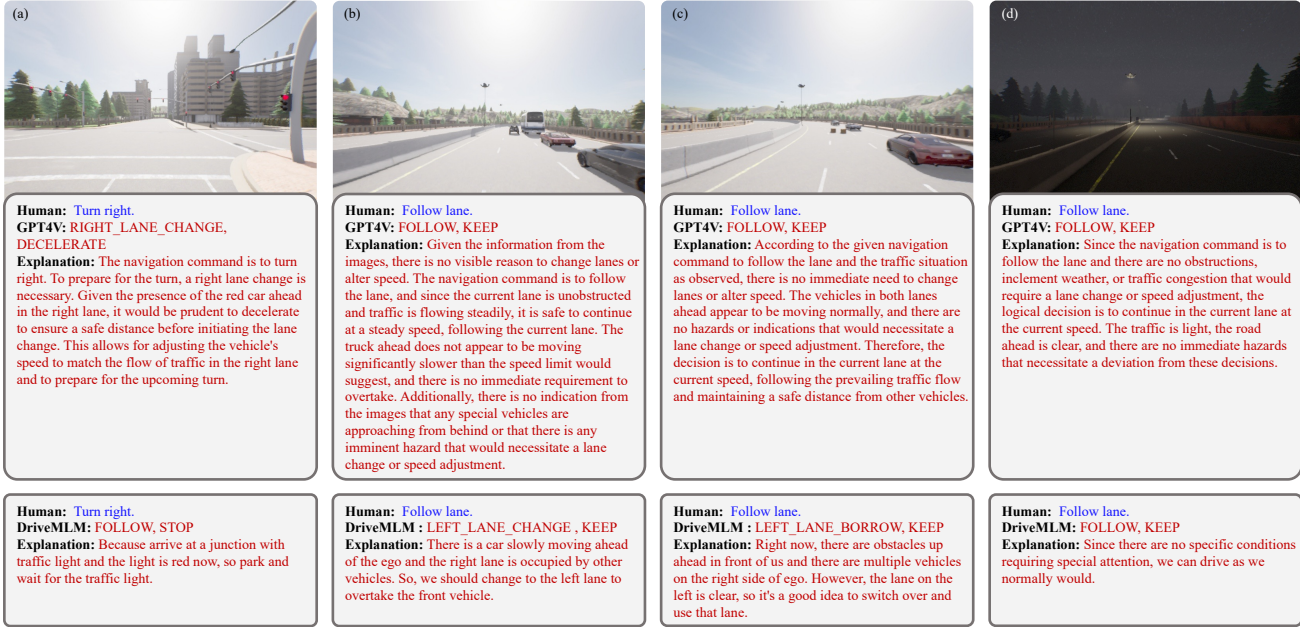 (a)
Human: Turn right.
GPT4V: RIGHT_LANE_CHANGE,
DECELERATE
Explanation: The navigation command is to turn
right. To prepare for the turn, a right lane change is
necessary. Given the presence of the red car ahead
in the right lane, it would be prudent to decelerate
to ensure a safe distance before initiating the lane
change. This allows for adjusting the vehicle's
speed to match the flow of traffic in the right lane
and to prepare for the upcoming turn.
(b)
Human: Follow lane.
GPT4V: FOLLOW, KEEP
Explanation: Given the information from the
images, there is no visible reason to change lanes or
alter speed. The navigation command is to follow
the lane, and since the current lane is unobstructed
and traffic is flowing steadily, it is safe to continue
at a steady speed, following the current lane. The
truck ahead does not appear to be moving
significantly slower than the speed limit would
suggest, and there is no immediate requirement to
overtake. Additionally, there is no indication from
the images that any special vehicles are
approaching from behind or that there is any
imminent hazard that would necessitate a lane
change or speed adjustment.
(c)
Human: Follow lane.
GPT4V: FOLLOW, KEEP
Explanation: According to the given navigation
command to follow the lane and the traffic situation
as observed, there is no immediate need to change
lanes or alter speed. The vehicles in both lanes
ahead appear to be moving normally, and there are
no hazards or indications that would necessitate a
lane change or speed adjustment. Therefore, the
decision is to continue in the current lane at the
current speed, following the prevailing traffic flow
and maintaining a safe distance from other vehicles.
(d)
Human: Follow lane.
GPT4V: FOLLOW, KEEP
Explanation: Since the navigation command is to
follow the lane and there are no obstructions,
inclement weather, or traffic congestion that would
require a lane change or speed adjustment, the
logical decision is to continue in the current lane at
the current speed. The traffic is light, the road
ahead is clear, and there are no immediate hazards
that necessitate a deviation from these decisions.
Human: Turn right.
DriveMLM: FOLLOW, STOP
Explanation: Because arrive at a junction with
traffic light and the light is red now, so park and
wait for the traffic light.
Human: Follow lane.
DriveMLM : LEFT_LANE_CHANGE , KEEP
Explanation: There is a car slowly moving ahead
of the ego and the right lane is occupied by other
vehicles. So, we should change to the left lane to
overtake the front vehicle.
Human: Follow lane.
DriveMLM : LEFT_LANE_BORROW, KEEP
Explanation: Right now, there are obstacles up
ahead in front of us and there are multiple vehicles
on the right side of ego. However, the lane on the
left is clear, so it's a good idea to switch over and
use that lane.
Human: Follow lane.
DriveMLM: FOLLOW, KEEP
Explanation: Since there are no specific conditions
requiring special attention, we can drive as we
normally would.